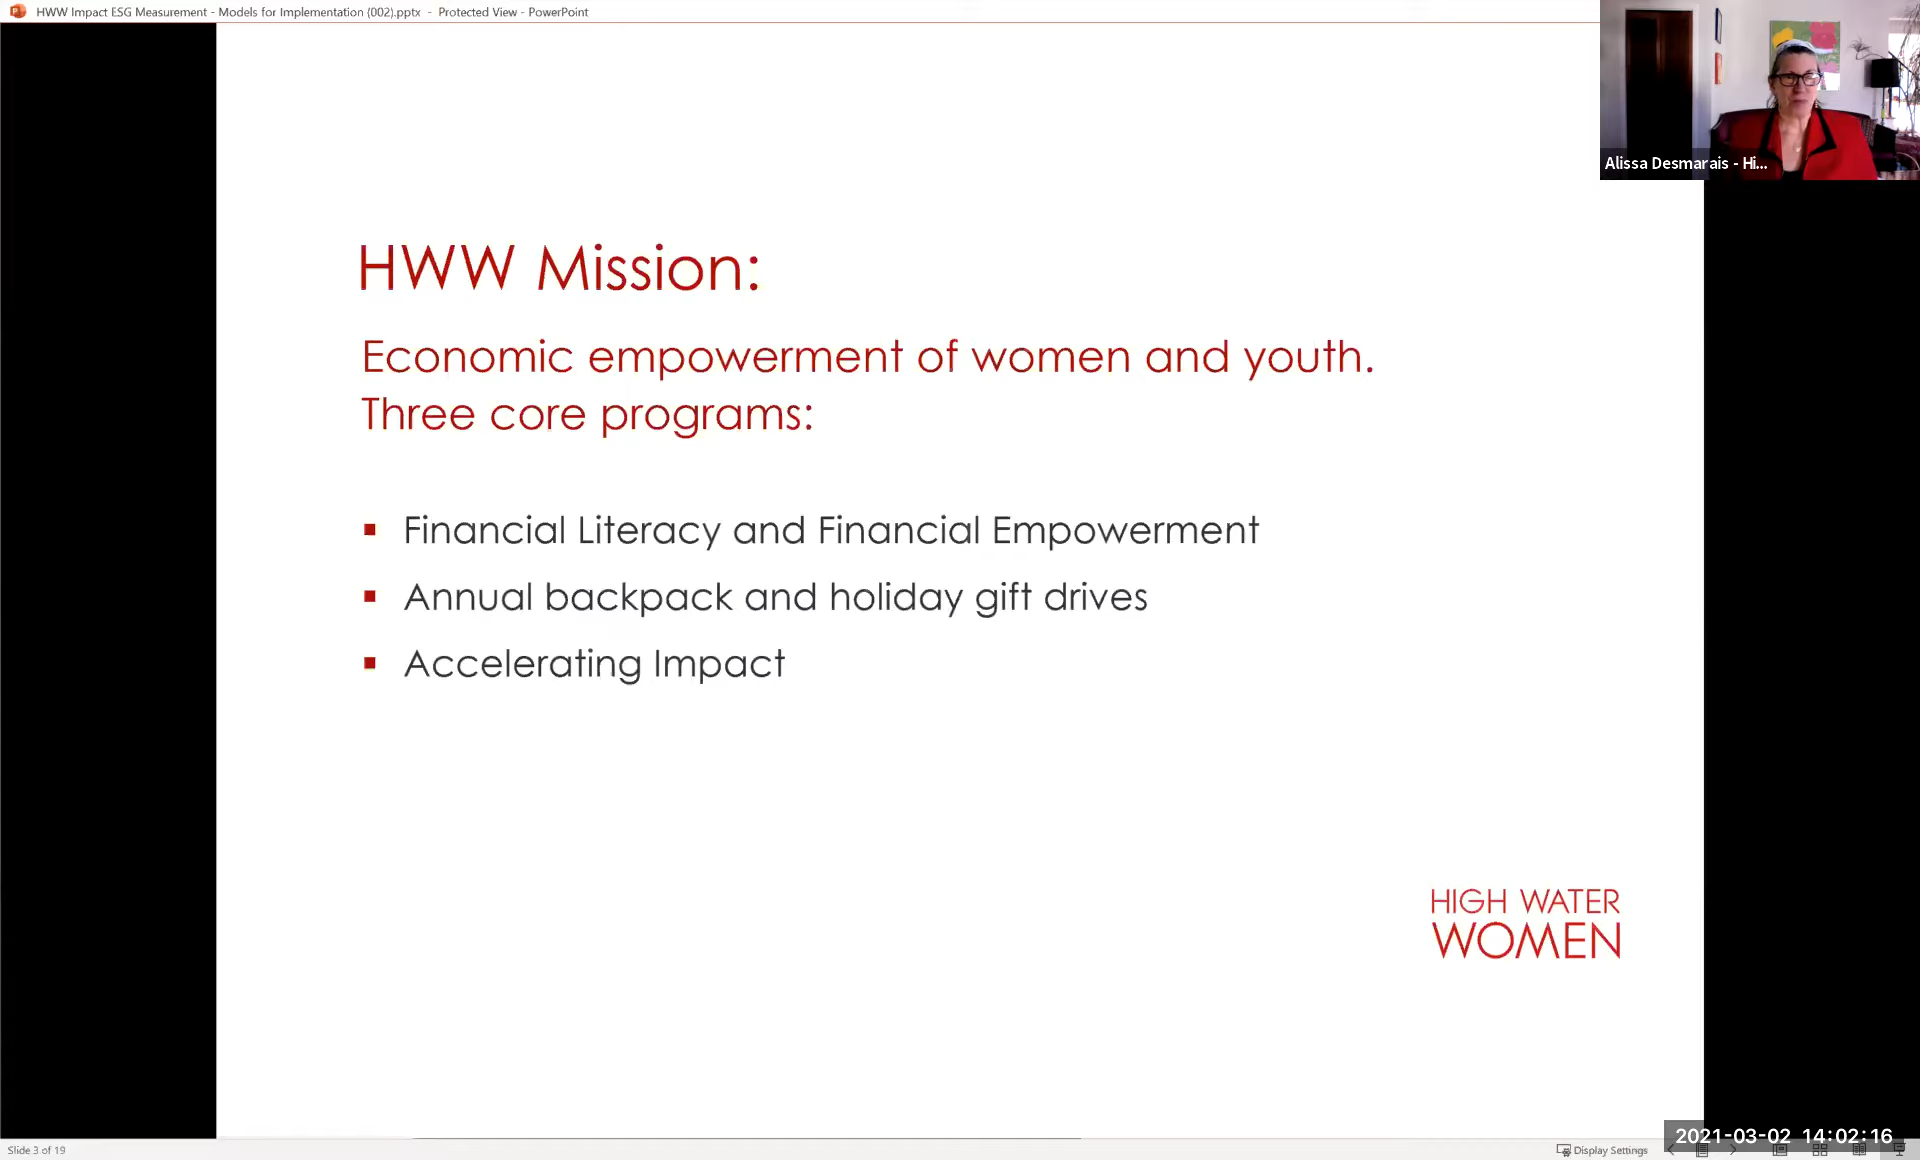 HWW Impact ESG Measurement - Models for Implementation (002).pptx - Protected View - PowerPoint
Alissa Desmarais - Hi...
HWW Mission:
Economic empowerment of women and youth.
Three core programs:
▪ Financial Literacy and Financial Empowerment
▪ Annual backpack and holiday gift drives
▪ Accelerating Impact
HIGH WATER
WOMEN
2021-03-02 14:02:16
Slide 3 of 19
Display Settings